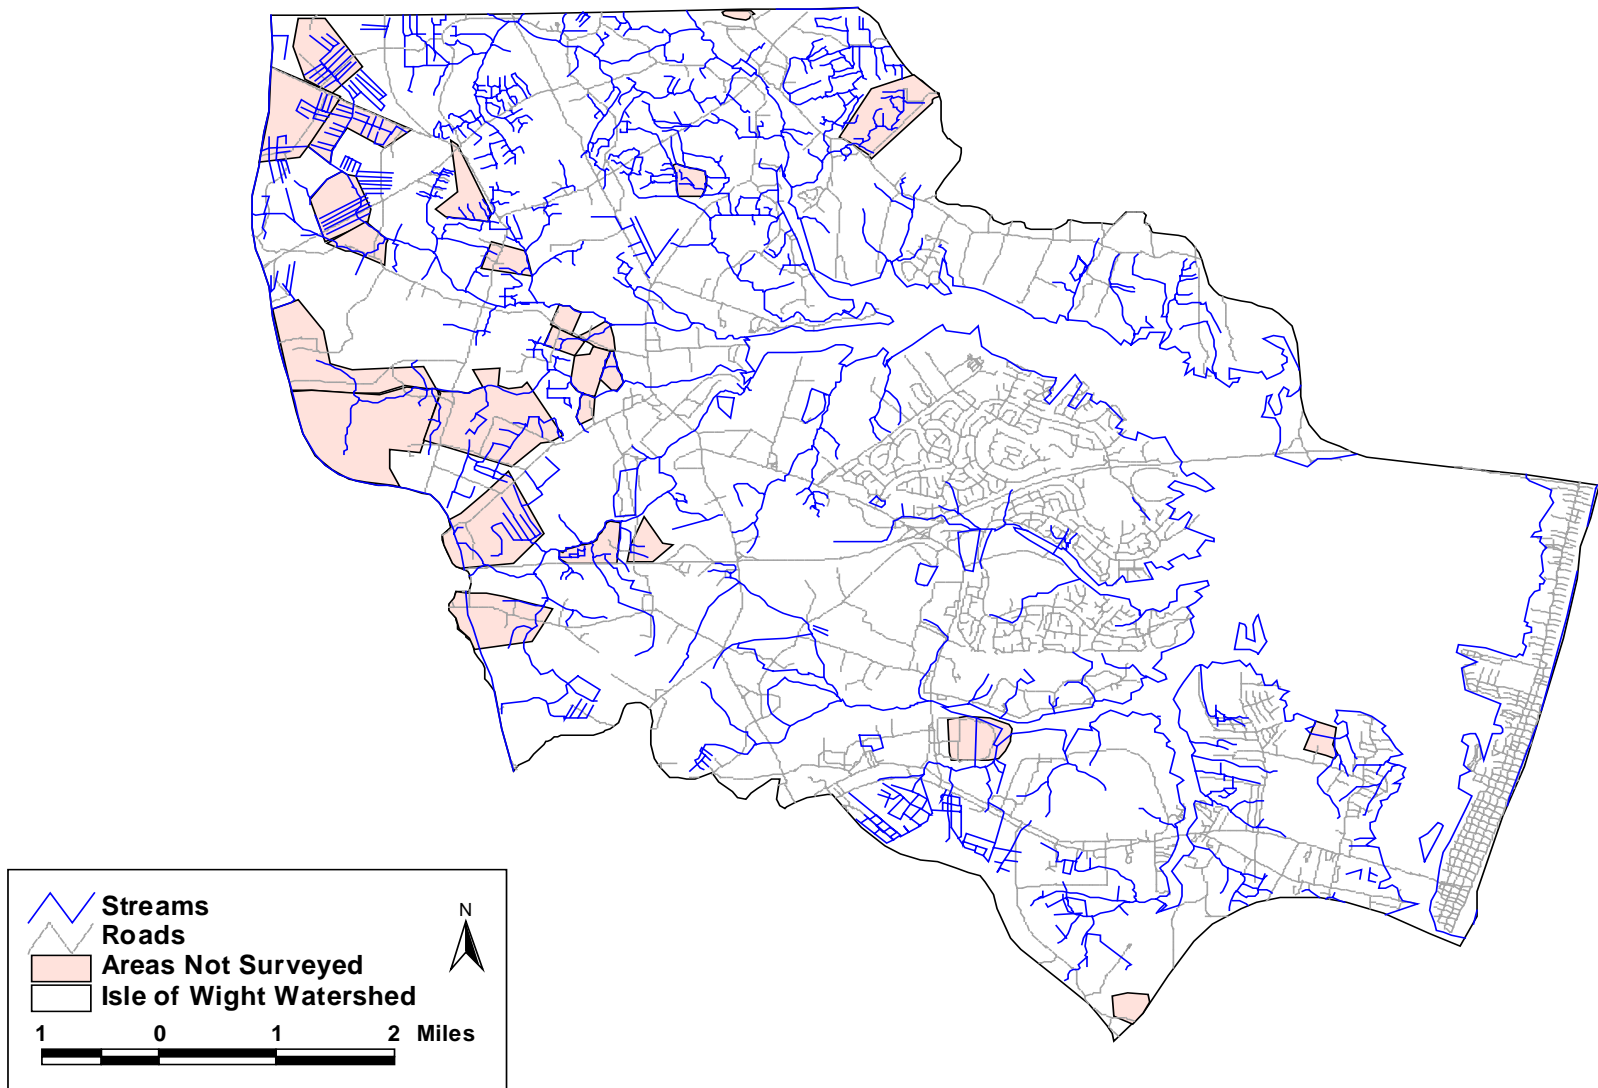 Streams
N
Roads
Areas Not Surveyed
Isle of Wight Watershed
1 0 1 2 Miles